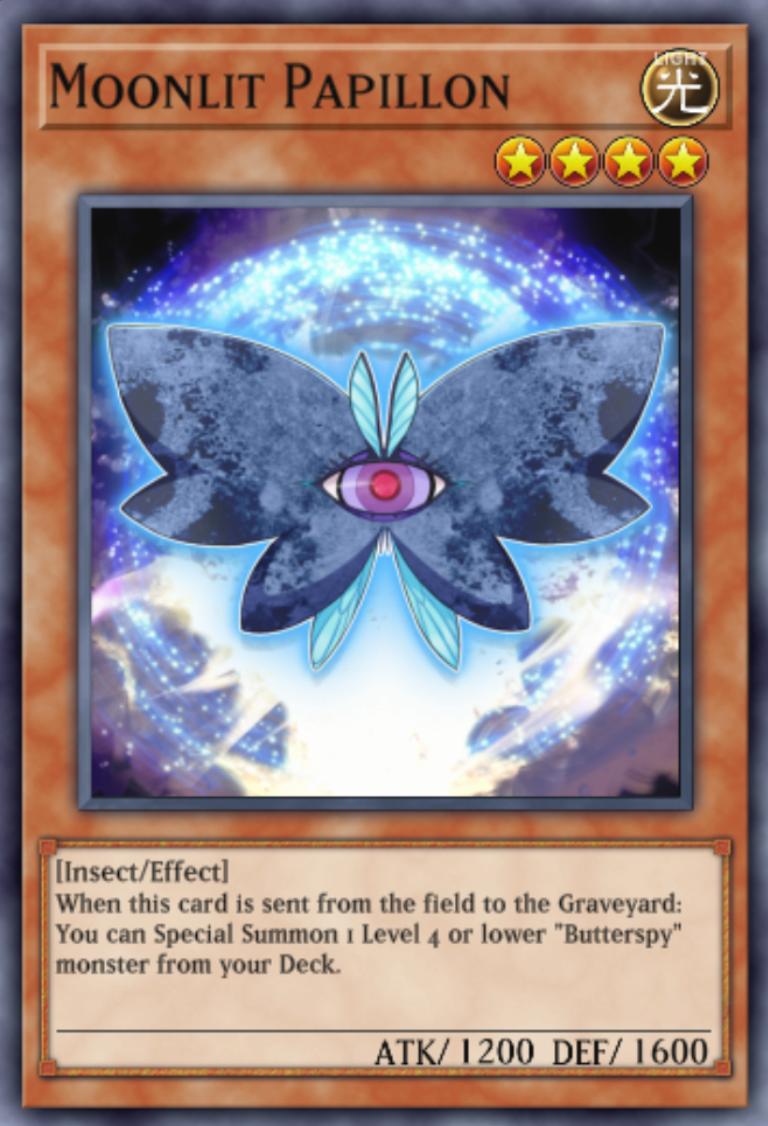 Moonlit Papillon
LIGHT
光
[Insect/Effect]
When this card is sent from the field to the Graveyard:
You can Special Summon 1 Level 4 or lower "Butterspy"
monster from your Deck.
ATK/ 1200 DEF/ 1600